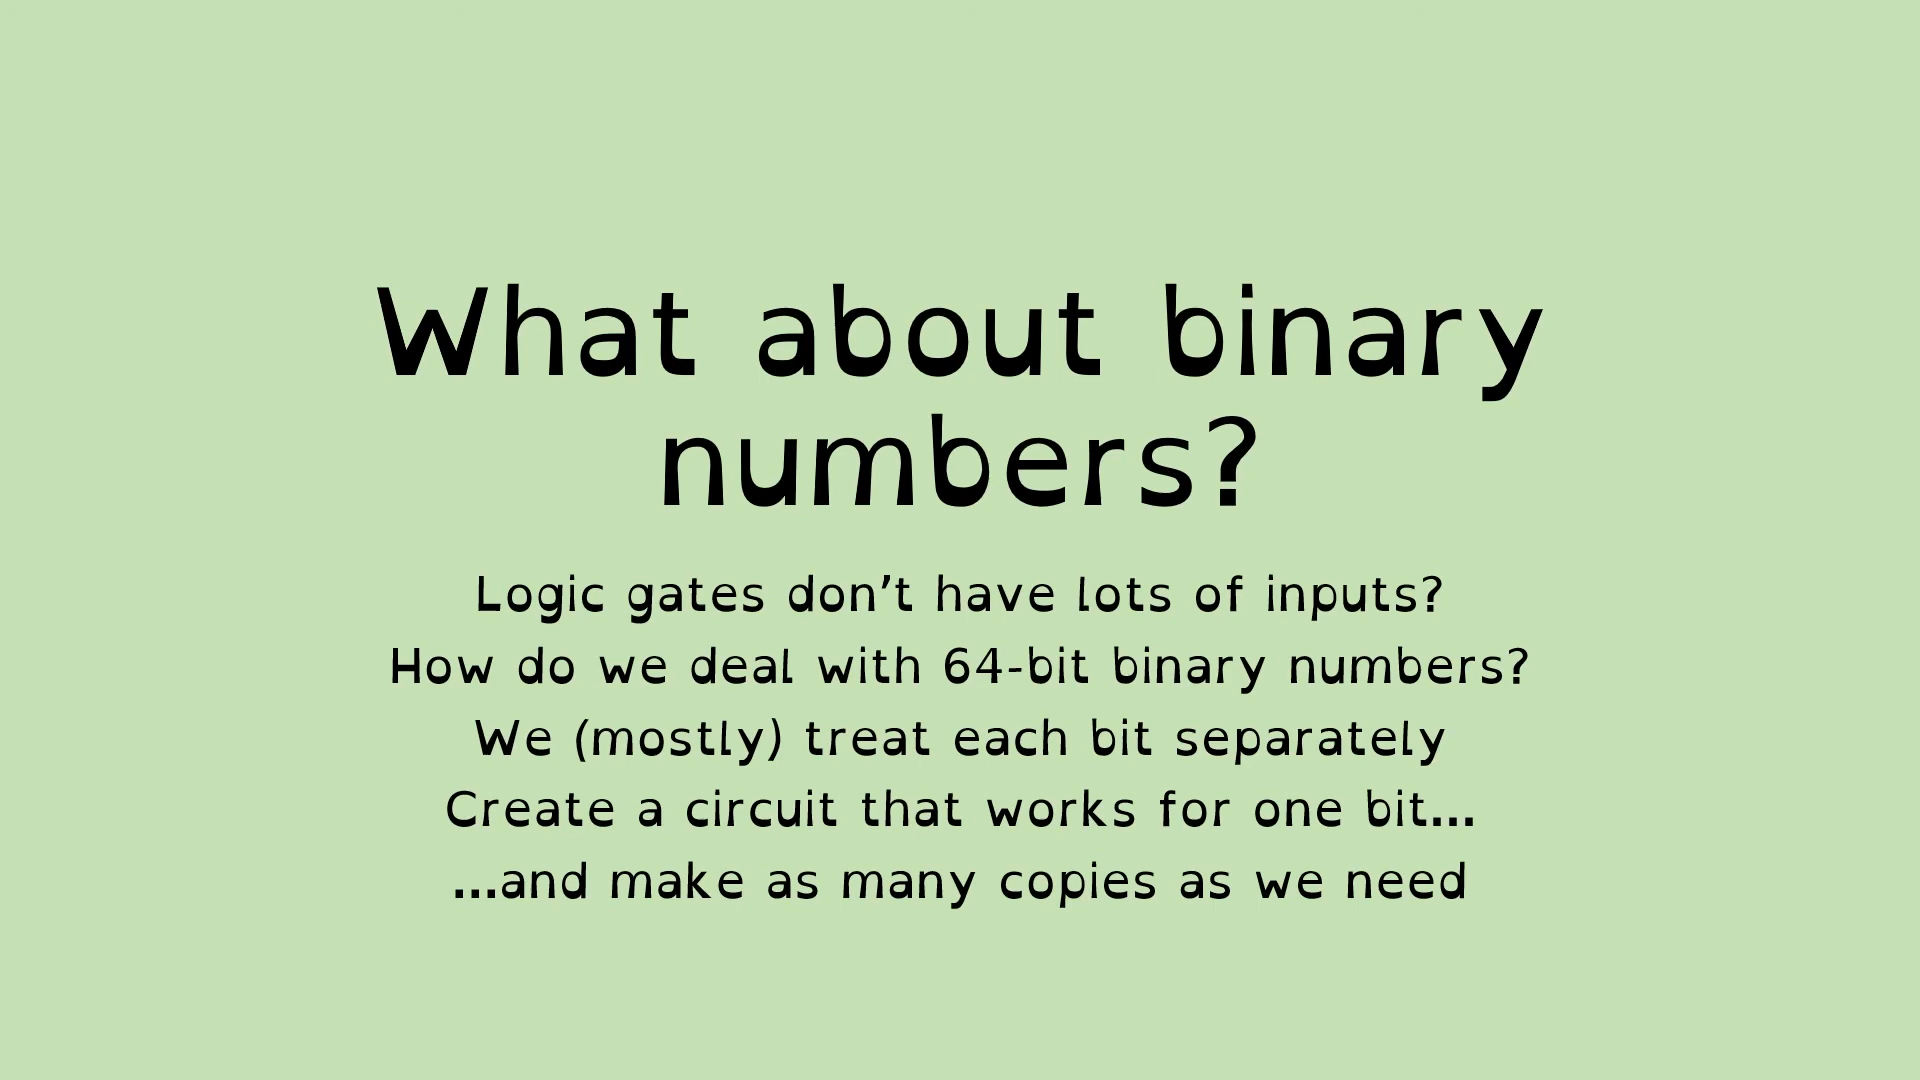 What about binary
numbers?
Logic gates don’t have lots of inputs?
How do we deal with 64-bit binary numbers?
We (mostly) treat each bit separately
Create a circuit that works for one bit...
...and make as many copies as we need